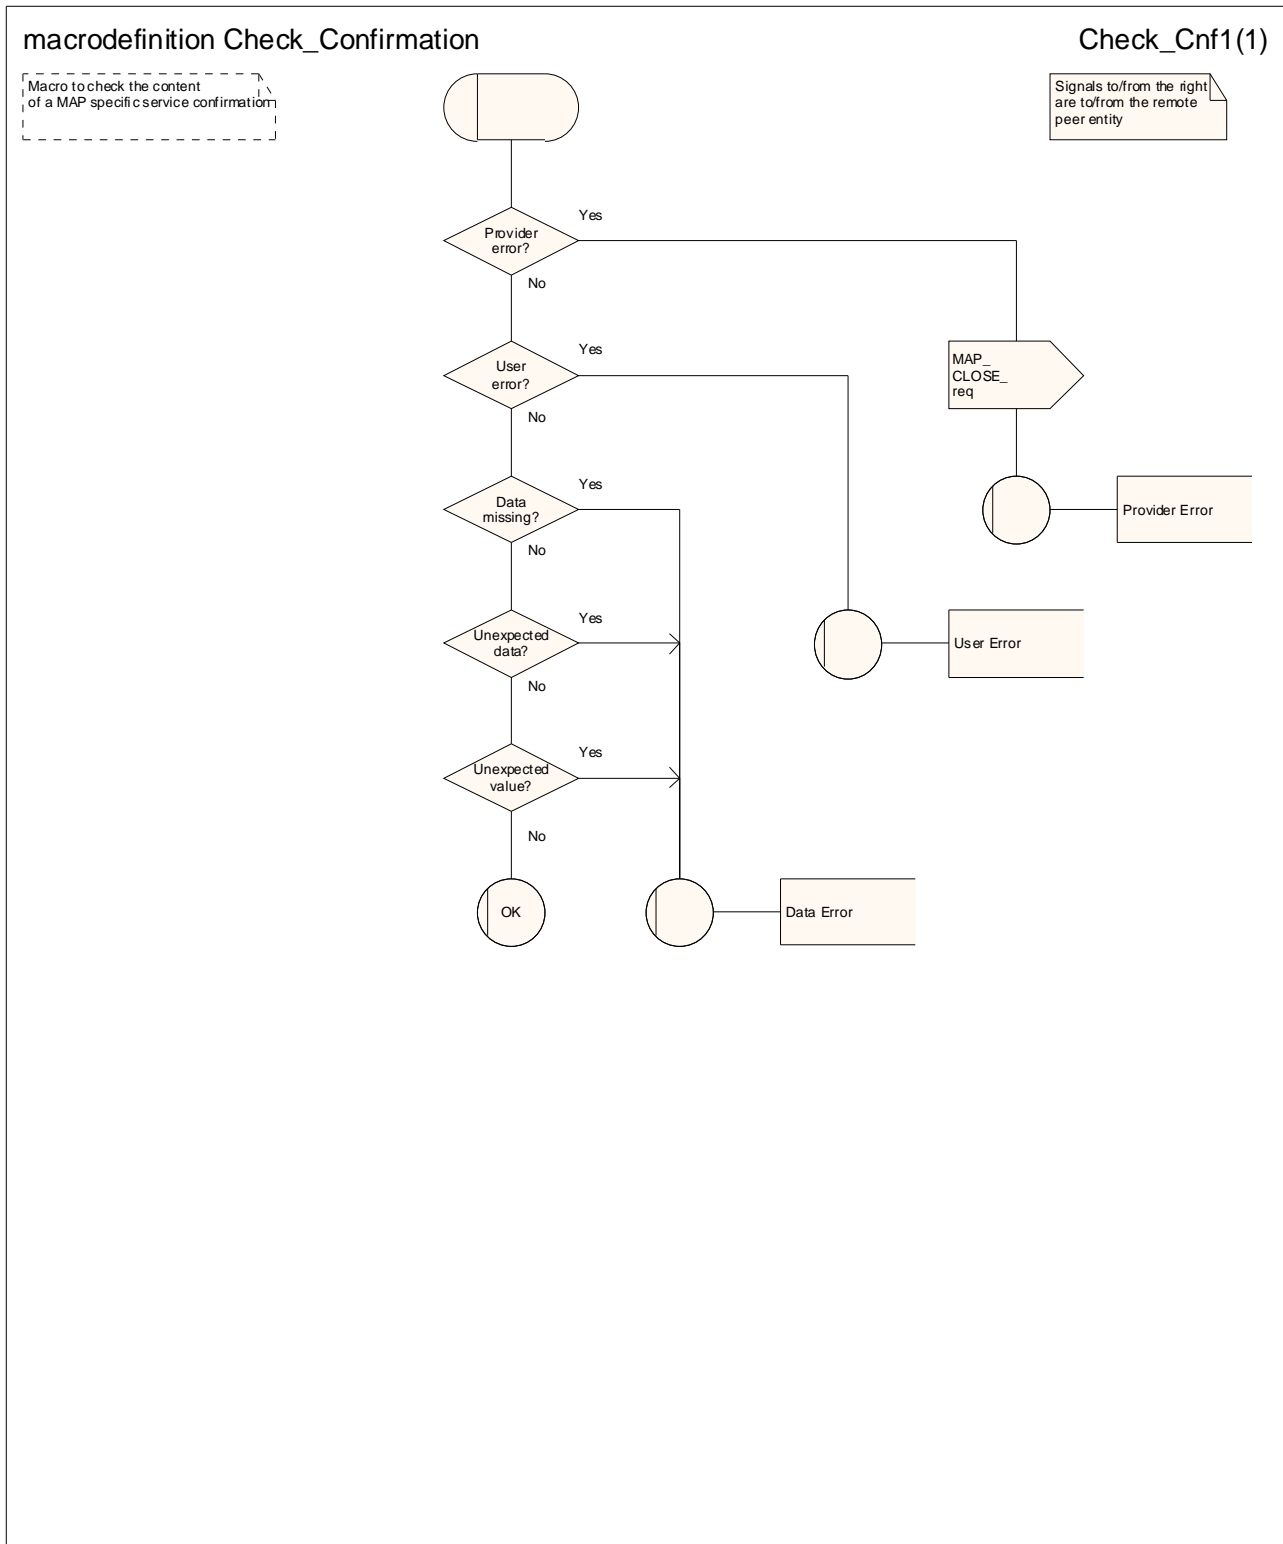 macrodefinition Check_Confirmation
Check_Cnf1(1)
Macro to check the content
of a MAP specific service confirmation
Signals to/from the right
are to/from the remote
peer entity
Provider
error?
Yes
No
User
error?
Yes
No
MAP_
CLOSE_
req
Data
missing?
Yes
No
Provider Error
Unexpected
data?
Yes
No
User Error
Unexpected
value?
Yes
No
OK
Data Error